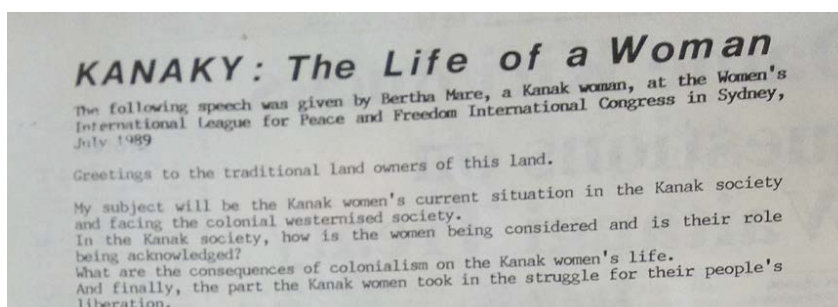 KANAKY: The Life of a Woman
The following speech was given by Bertha Mare, a Kanak woman, at the Women's
International League for Peace and Freedom International Congress in Sydney,
July 1989
Greetings to the traditional land owners of this land.
My subject will be the Kanak women's current situation in the Kanak society
and facing the colonial westernised society.
In the Kanak society, how is the women being considered and is their role
being acknowledged?
What are the consequences of colonialism on the Kanak women's life.
And finally, the part the Kanak women took in the struggle for their people's
liberation.